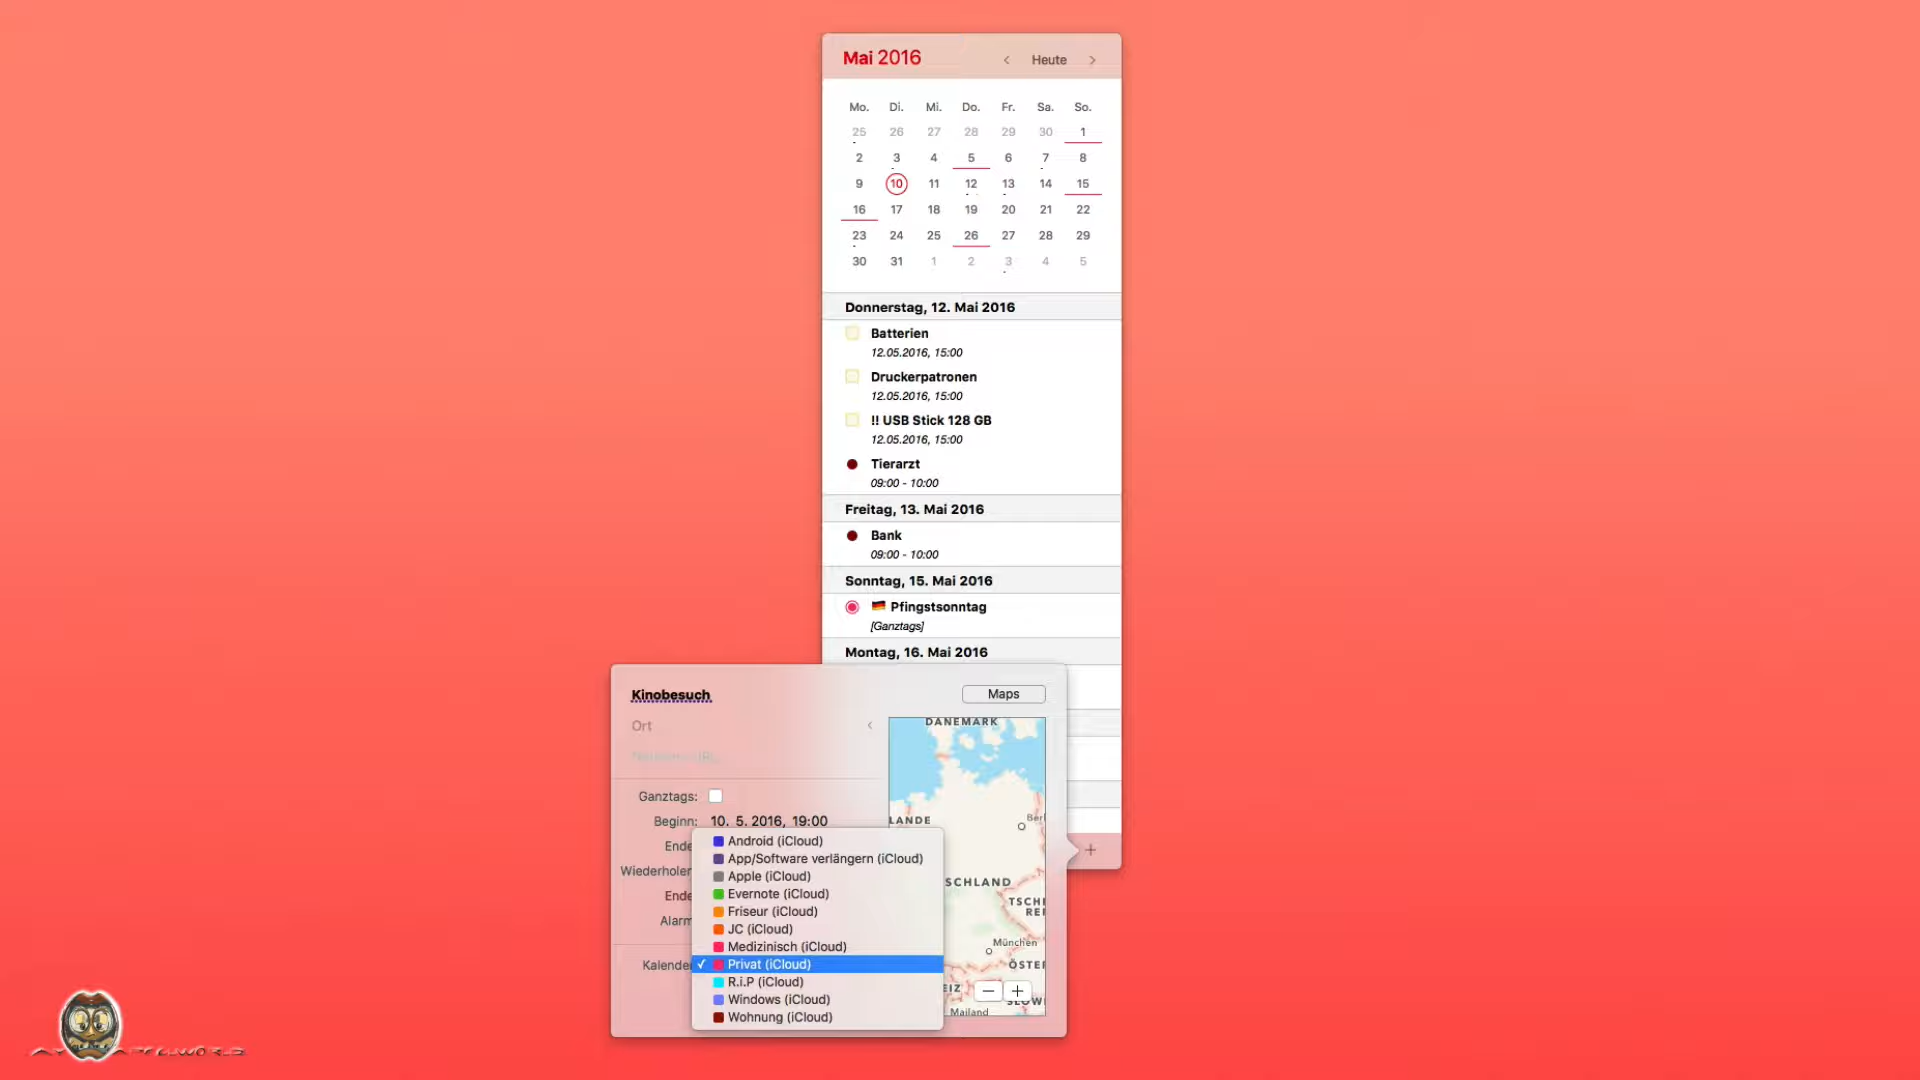 Mai 2016
< Heute >
Mo. Di. Mi. Do. Fr. Sa. So.
25 26 27 28 29 30 1
2 3 4 5 6 7 8
9 10 11 12 13 14 15
16 17 18 19 20 21 22
23 24 25 26 27 28 29
30 31 1 2 3 4 5
Donnerstag, 12. Mai 2016
Batterien
12.05.2016, 15:00
Druckerpatronen
12.05.2016, 15:00
!! USB Stick 128 GB
12.05.2016, 15:00
Tierarzt
09:00 - 10:00
Freitag, 13. Mai 2016
Bank
09:00 - 10:00
Sonntag, 15. Mai 2016
Pfingstsonntag
[Ganztags]
Montag, 16. Mai 2016
Kinobesuch
Maps
Ort
Ganztags:
Beginn: 10. 5. 2016, 19:00
Ende
Wiederholen
Ende
Alarm
Kalender
Android (iCloud)
App/Software verlängern (iCloud)
Apple (iCloud)
Evernote (iCloud)
Friseur (iCloud)
JC (iCloud)
Medizinisch (iCloud)
✓ Privat (iCloud)
R.i.P (iCloud)
Windows (iCloud)
Wohnung (iCloud)
DÄNEMARK
LANDE
Berl
SCHLAND
TSCHE
REP
München
ÖSTER
EIZ
SLOWE
Mailand
− +
+